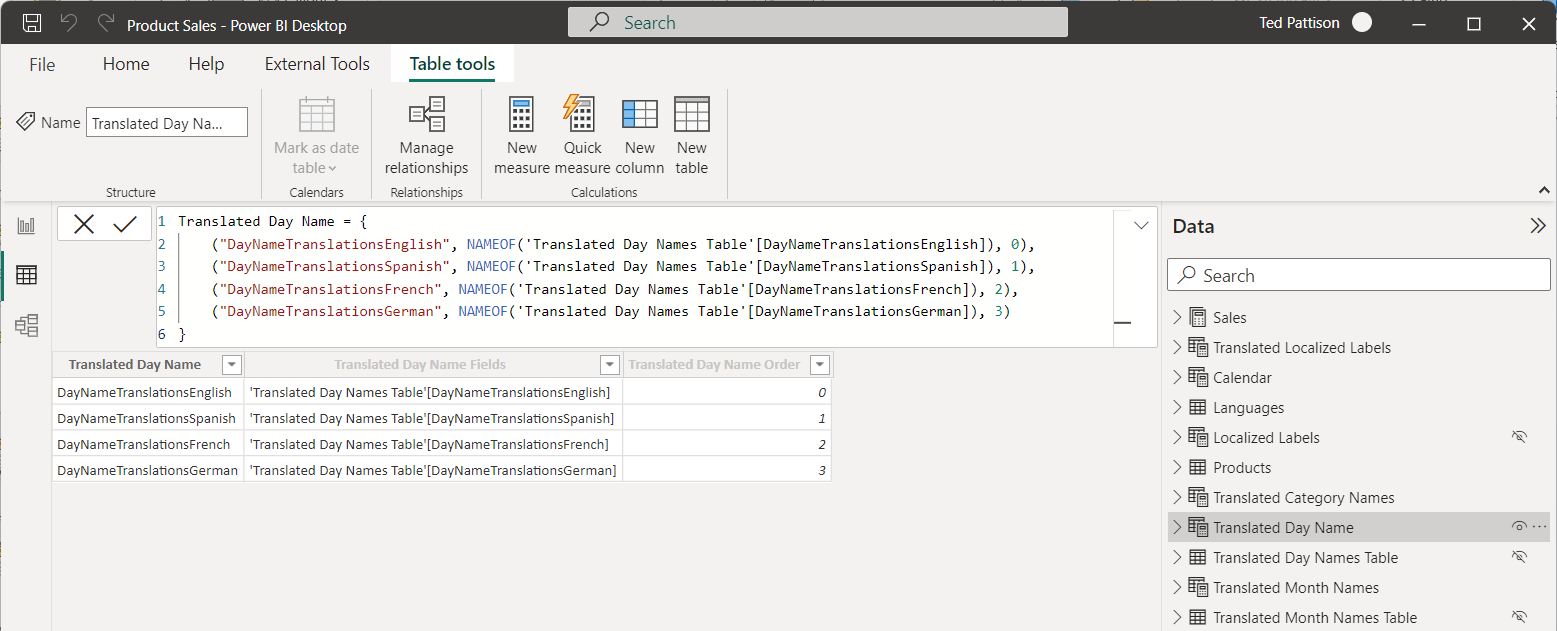 Product Sales - Power BI Desktop
Search
Ted Pattison
File Home Help External Tools Table tools
Name Translated Day Na...
Mark as date table
Manage relationships
New measure
Quick measure
New column
New table
Structure Calendars Relationships Calculations
1 Translated Day Name = {
2 ("DayNameTranslationsEnglish", NAMEOF('Translated Day Names Table'[DayNameTranslationsEnglish]), 0),
3 ("DayNameTranslationsSpanish", NAMEOF('Translated Day Names Table'[DayNameTranslationsSpanish]), 1),
4 ("DayNameTranslationsFrench", NAMEOF('Translated Day Names Table'[DayNameTranslationsFrench]), 2),
5 ("DayNameTranslationsGerman", NAMEOF('Translated Day Names Table'[DayNameTranslationsGerman]), 3)
6 }
Translated Day Name Translated Day Name Fields Translated Day Name Order
DayNameTranslationsEnglish 'Translated Day Names Table'[DayNameTranslationsEnglish] 0
DayNameTranslationsSpanish 'Translated Day Names Table'[DayNameTranslationsSpanish] 1
DayNameTranslationsFrench 'Translated Day Names Table'[DayNameTranslationsFrench] 2
DayNameTranslationsGerman 'Translated Day Names Table'[DayNameTranslationsGerman] 3
Data
Search
Sales
Translated Localized Labels
Calendar
Languages
Localized Labels
Products
Translated Category Names
Translated Day Name
Translated Day Names Table
Translated Month Names
Translated Month Names Table